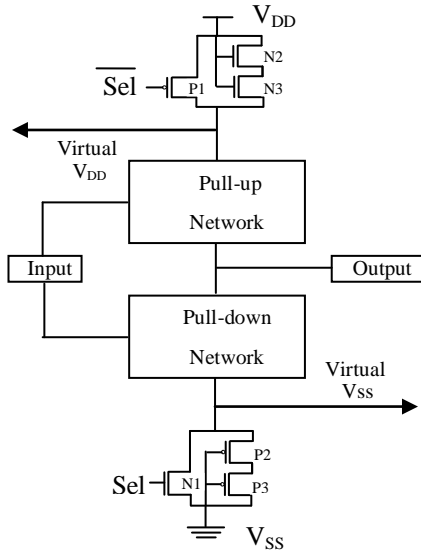 V_DD
N2
Sel
P1
N3
Virtual
V_DD
Pull-up
Network
Input
Output
Pull-down
Network
Virtual
Vss
P2
Sel
N1
P3
V_SS